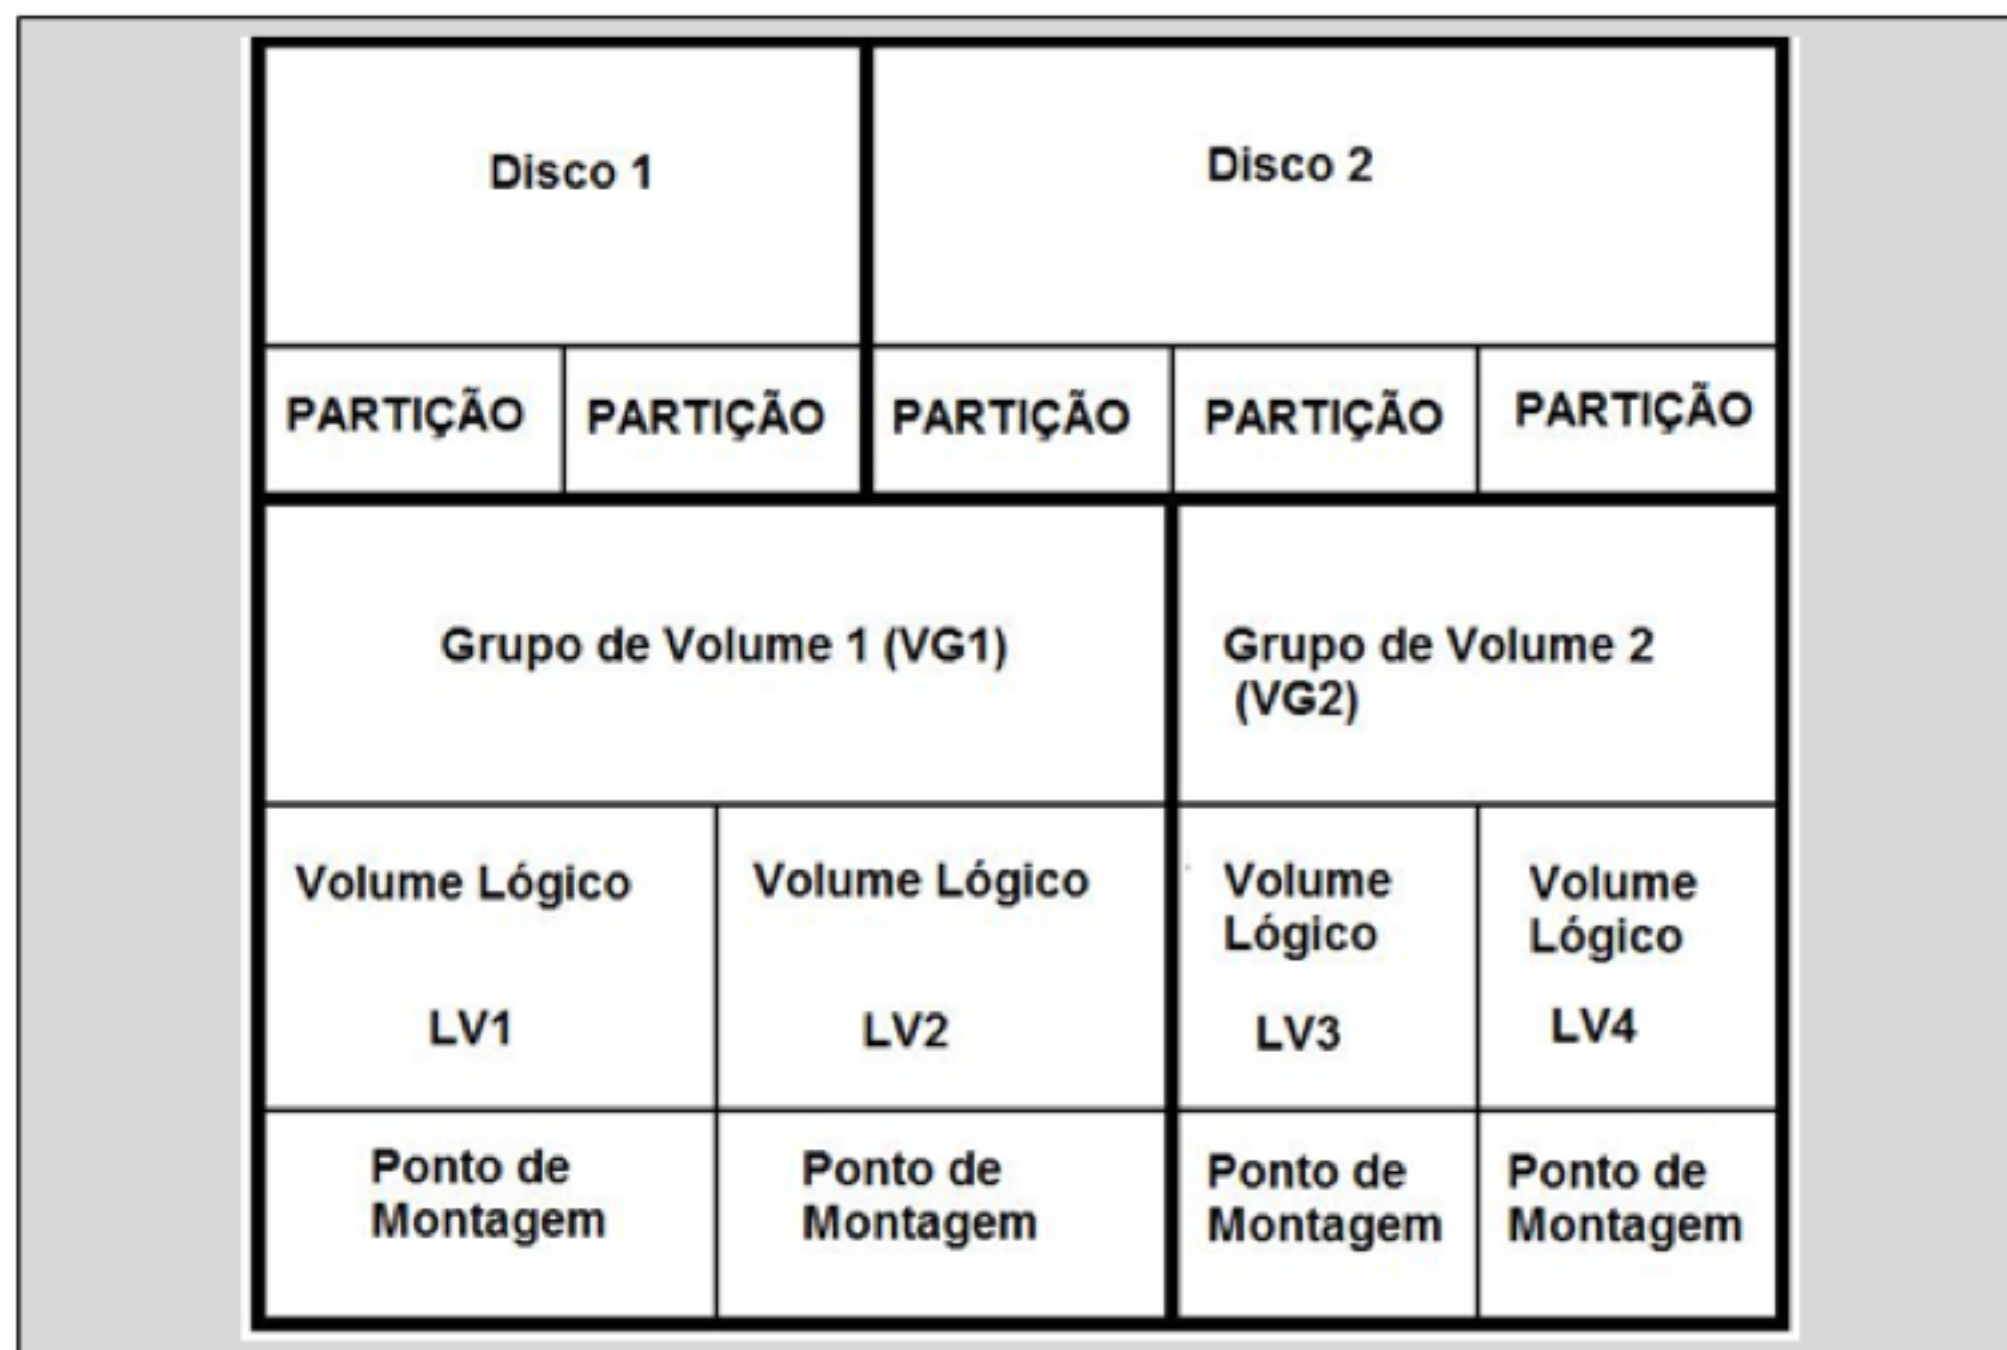 Disco 1
Disco 2
PARTIÇÃO
PARTIÇÃO
PARTIÇÃO
PARTIÇÃO
PARTIÇÃO
Grupo de Volume 1 (VG1)
Grupo de Volume 2
(VG2)
Volume Lógico
LV1
Volume Lógico
LV2
Volume
Lógico
LV3
Volume
Lógico
LV4
Ponto de
Montagem
Ponto de
Montagem
Ponto de
Montagem
Ponto de
Montagem